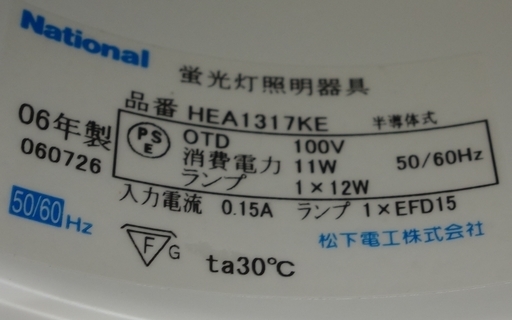 National
蛍光灯照明器具
品番 HEA1317KE 半導体式
06年製
060726
PS
E
OTD 100V
消費電力 11W 50/60Hz
ランプ 1×12W
入力電流 0.15A ランプ 1×EFD15
50/60 Hz
F G
ta30℃
松下電工株式会社